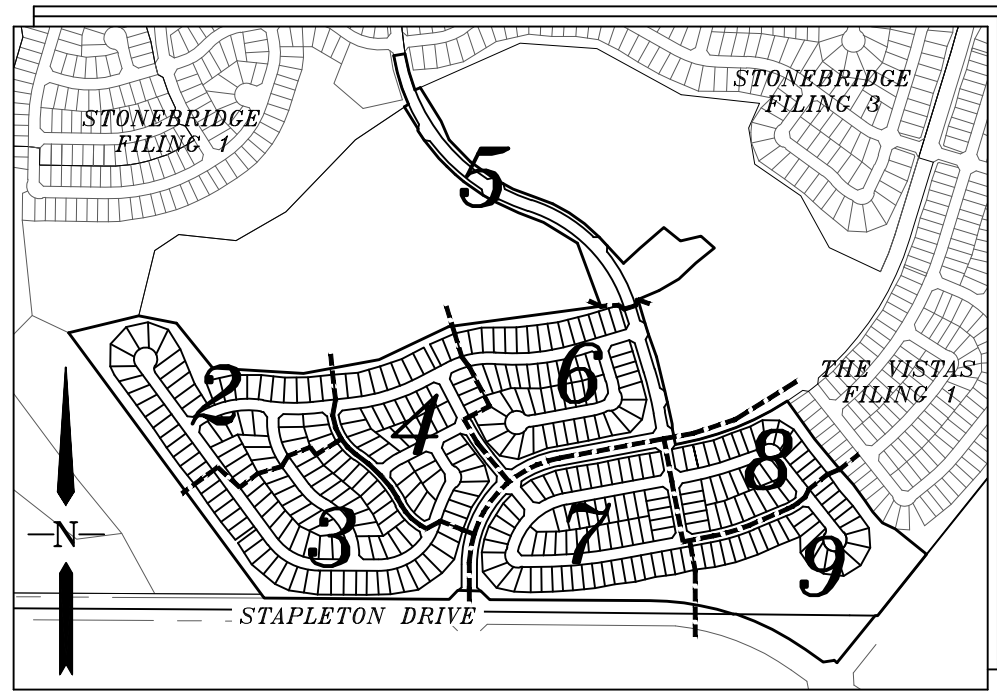 STONEBRIDGE
FILING 3
STONEBRIDGE
FILING 1
5
THE VISTAS
FILING 1
2
6
4
8
3
7
9
N
STAPLETON DRIVE